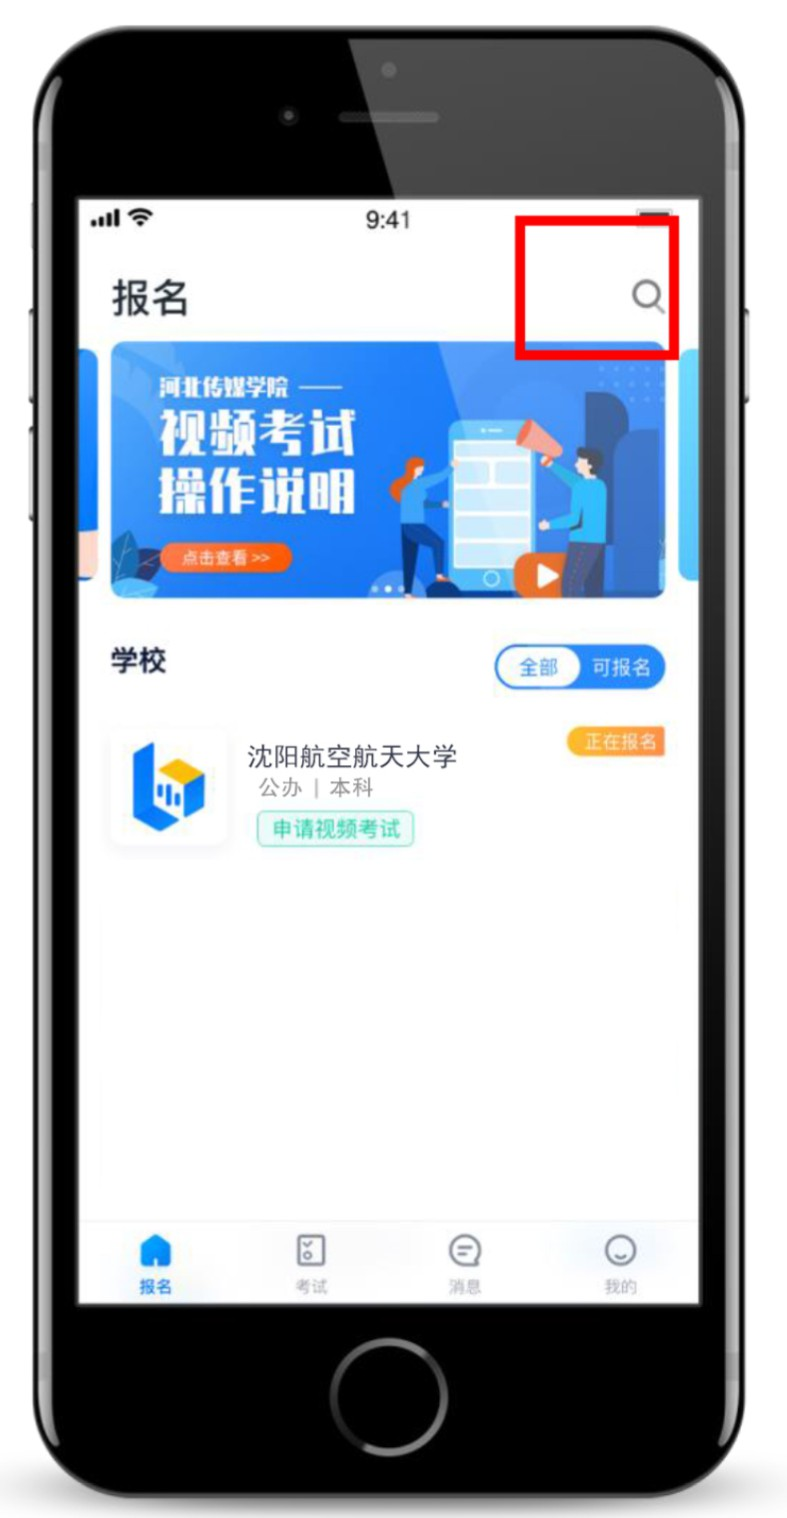 9:41
报名
河北传媒学院
视频考试
操作说明
点击查看 >>
学校
全部 可报名
正在报名
沈阳航空航天大学
公办 | 本科
申请视频考试
报名 考试 消息 我的